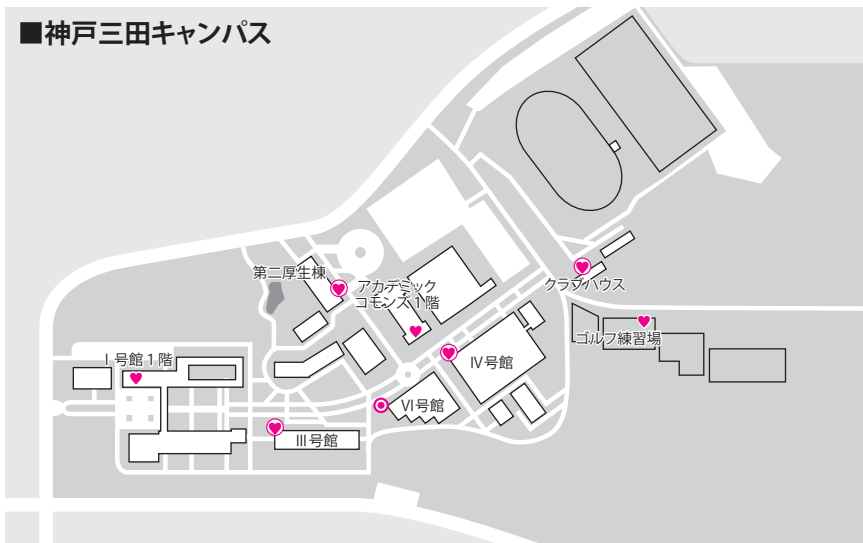 ■神戸三田キャンパス
第二厚生棟
アカデミック
コモンズ1階
クラブハウス
ゴルフ練習場
Ⅰ号館1階
Ⅳ号館
Ⅵ号館
Ⅲ号館